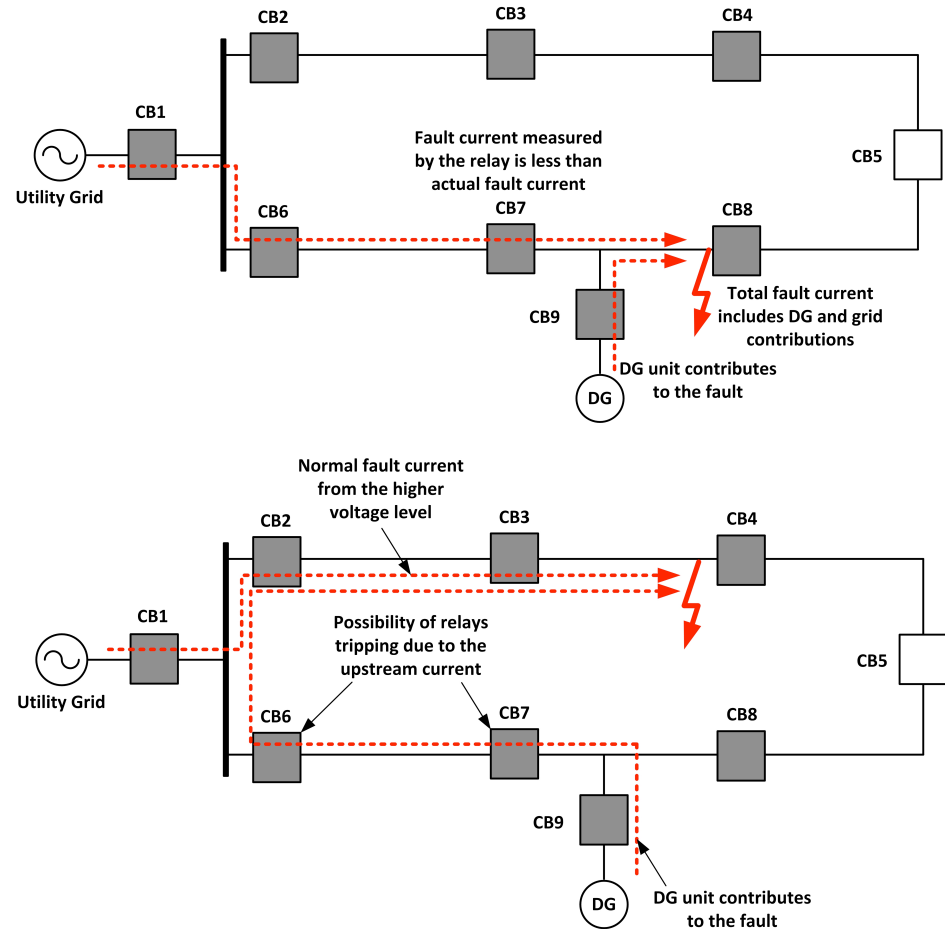 CB2
CB3
CB4
CB1
Fault current measured
by the relay is less than
actual fault current
CB5
Utility Grid
CB6
CB7
CB8
Total fault current
includes DG and grid
contributions
CB9
DG unit contributes
to the fault
DG
Normal fault current
from the higher
voltage level
CB2
CB3
CB4
CB1
Possibility of relays
tripping due to the
upstream current
CB5
Utility Grid
CB6
CB7
CB8
CB9
DG
DG unit contributes
to the fault